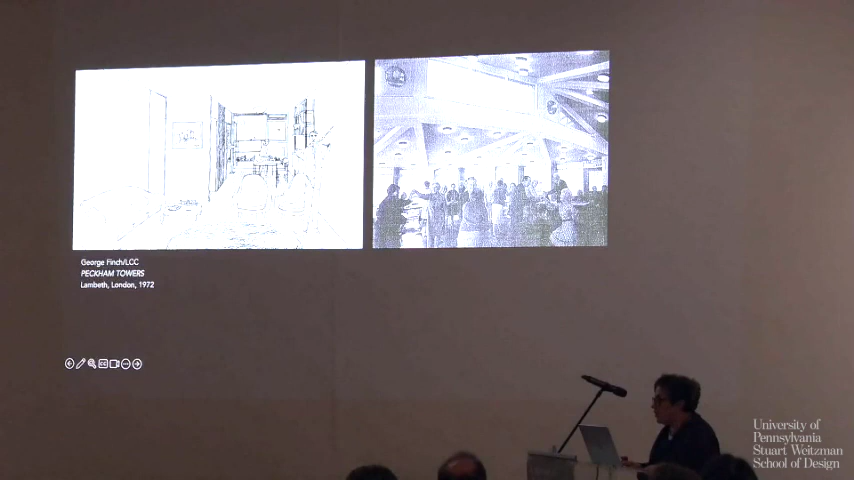 George Finch/LCC
PECKHAM TOWERS
Lambeth, London, 1972
University of
Pennsylvania
Stuart Weitzman
School of Design